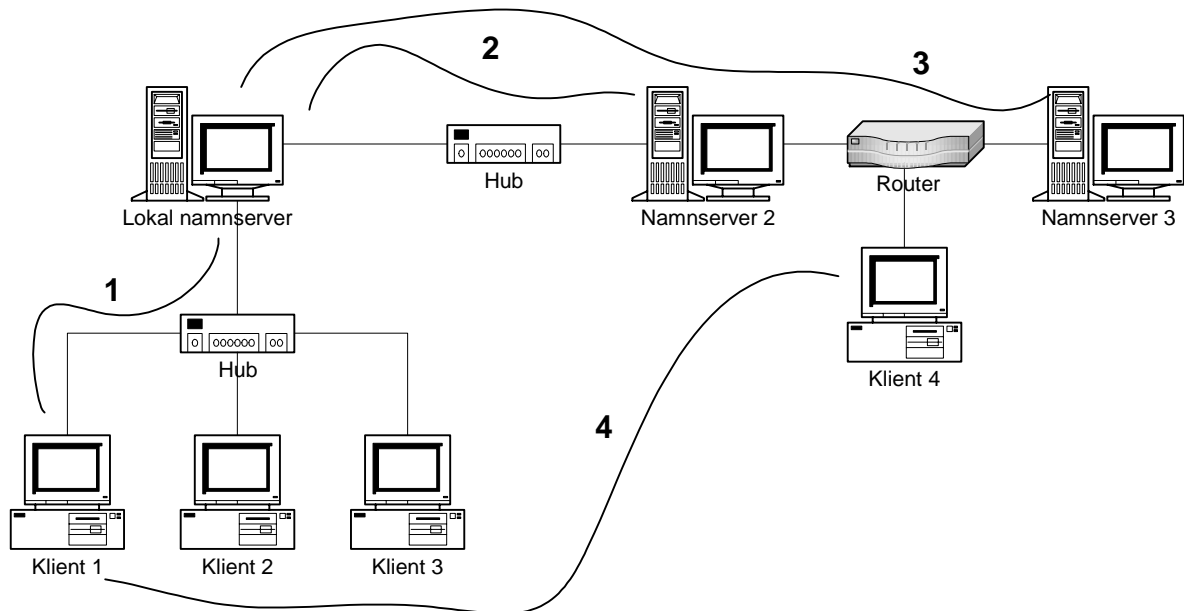 2
3
Hub
Router
Lokal namnserver
Namnserver 2
Namnserver 3
1
Hub
Klient 4
4
Klient 1
Klient 2
Klient 3